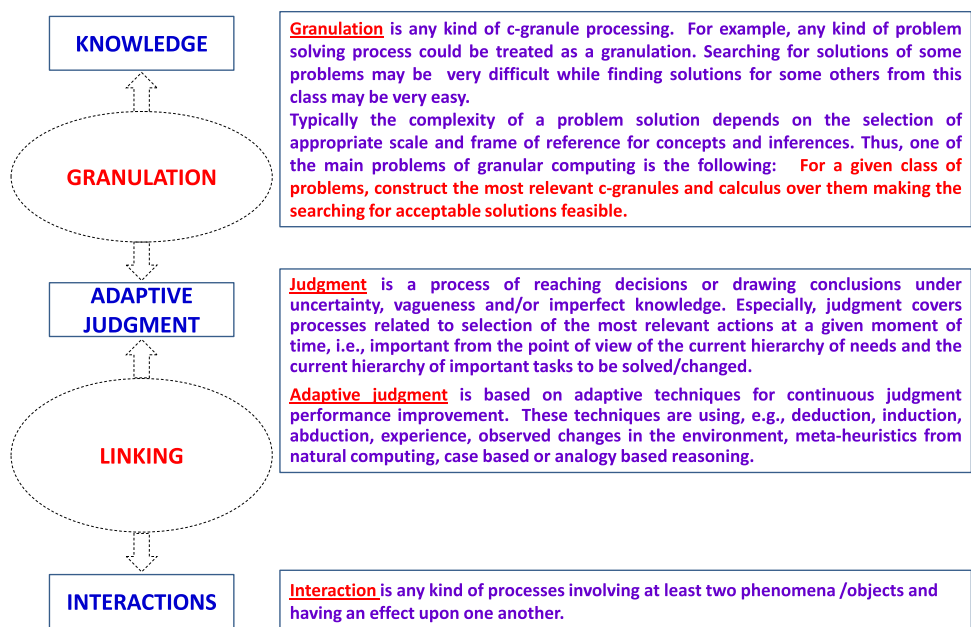 KNOWLEDGE
Granulation is any kind of c-granule processing. For example, any kind of problem
solving process could be treated as a granulation. Searching for solutions of some
problems may be very difficult while finding solutions for some others from this
class may be very easy.
Typically the complexity of a problem solution depends on the selection of
appropriate scale and frame of reference for concepts and inferences. Thus, one of
the main problems of granular computing is the following: For a given class of
problems, construct the most relevant c-granules and calculus over them making the
searching for acceptable solutions feasible.
GRANULATION
ADAPTIVE
JUDGMENT
Judgment is a process of reaching decisions or drawing conclusions under
uncertainty, vagueness and/or imperfect knowledge. Especially, judgment covers
processes related to selection of the most relevant actions at a given moment of
time, i.e., important from the point of view of the current hierarchy of needs and the
current hierarchy of important tasks to be solved/changed.
Adaptive judgment is based on adaptive techniques for continuous judgment
performance improvement. These techniques are using, e.g., deduction, induction,
abduction, experience, observed changes in the environment, meta-heuristics from
natural computing, case based or analogy based reasoning.
LINKING
INTERACTIONS
Interaction is any kind of processes involving at least two phenomena /objects and
having an effect upon one another.